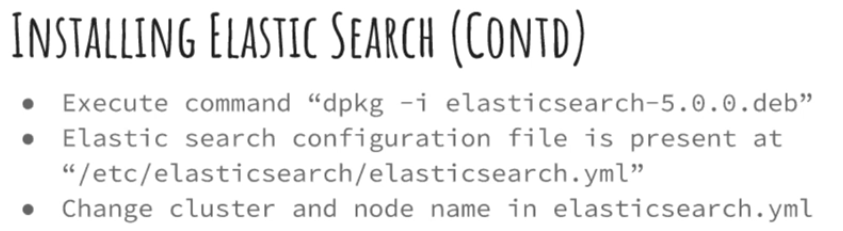 Installing Elastic Search (Contd)
● Execute command “dpkg -i elasticsearch-5.0.0.deb”
● Elastic search configuration file is present at
“/etc/elasticsearch/elasticsearch.yml”
● Change cluster and node name in elasticsearch.yml